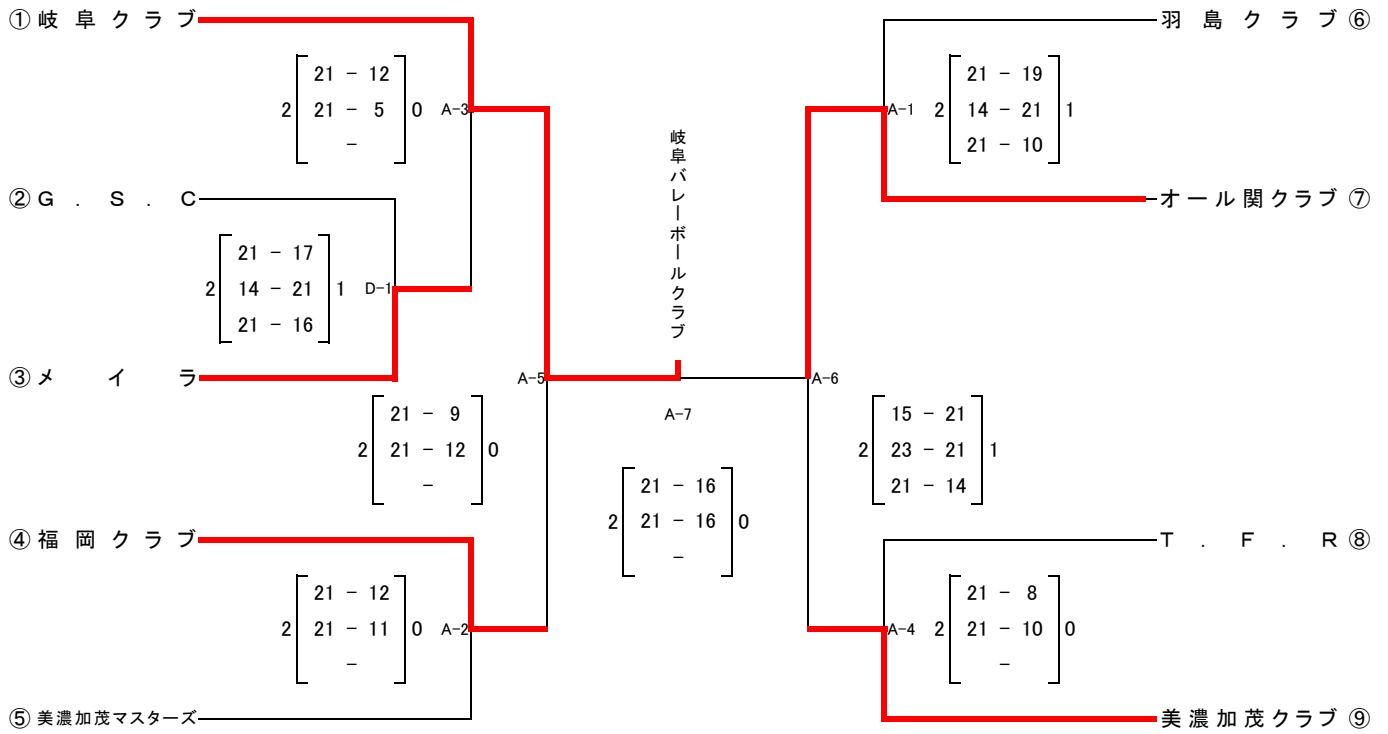 ①岐阜クラブ
羽島クラブ⑥
21 − 12
2 21 − 5 0 A−3
−
A−1 2 14 − 21 1
21 − 19
21 − 10
岐阜バレーボールクラブ
②G．S．C
オール関クラブ⑦
21 − 17
2 14 − 21 1 D−1
21 − 16
③メイラ
A−5
A−6
A−7
21 − 9
2 21 − 12 0
−
15 − 21
2 23 − 21 1
21 − 14
21 − 16
2 21 − 16 0
−
④福岡クラブ
T．F．R⑧
21 − 12
2 21 − 11 0 A−2
−
21 − 8
A−4 2 21 − 10 0
−
⑤美濃加茂マスターズ
美濃加茂クラブ⑨